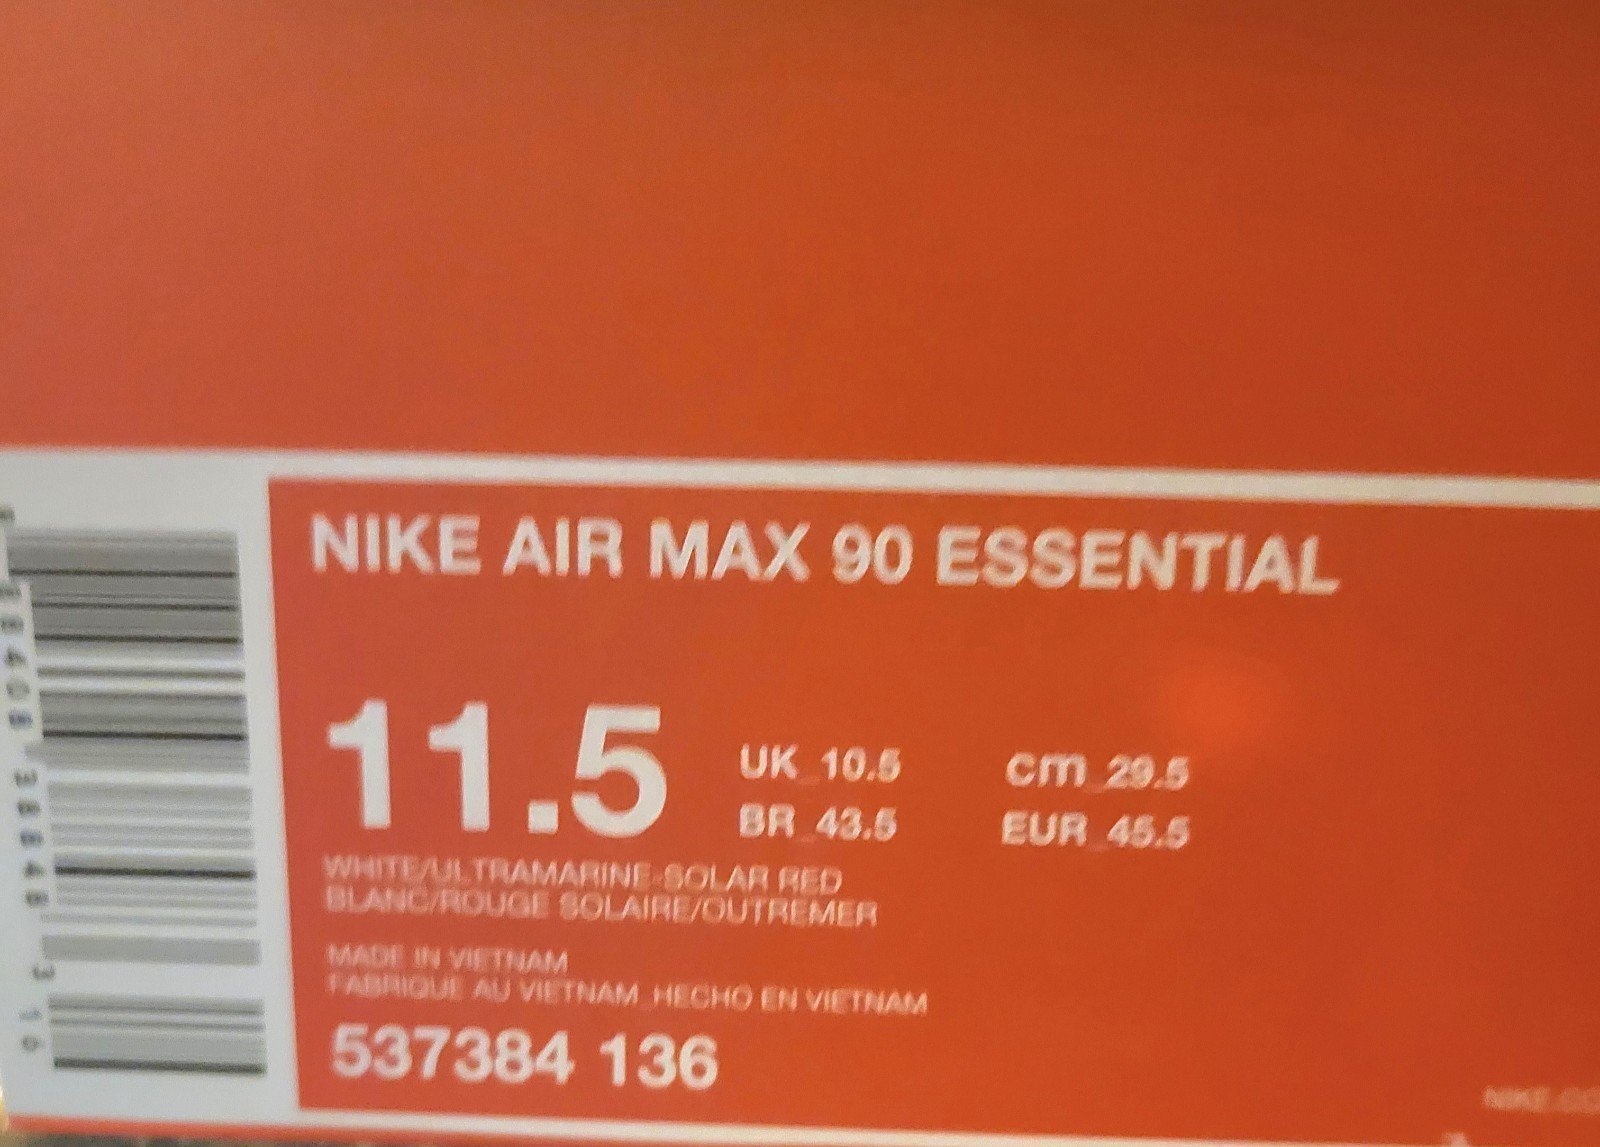 NIKE AIR MAX 90 ESSENTIAL
11.5
UK 10.5
cm 29.5
BR 43.5
EUR 45.5
WHITE/ULTRAMARINE-SOLAR RED
BLANC/ROUGE SOLAIRE/OUTREMER
MADE IN VIETNAM
FABRIQUE AU VIETNAM HECHO EN VIETNAM
537384 136